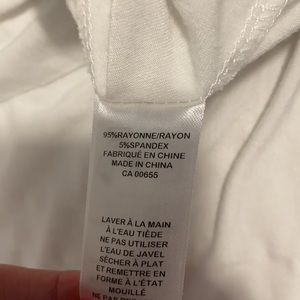 95%RAYONNE/RAYON
5%SPANDEX
FABRIQUÉ EN CHINE
MADE IN CHINA
CA 00655
LAVER À LA MAIN
À L'EAU TIÈDE
NE PAS UTILISER
L'EAU DE JAVEL
SÉCHER À PLAT
ET REMETTRE EN
FORME À L'ÉTAT
MOUILLÉ